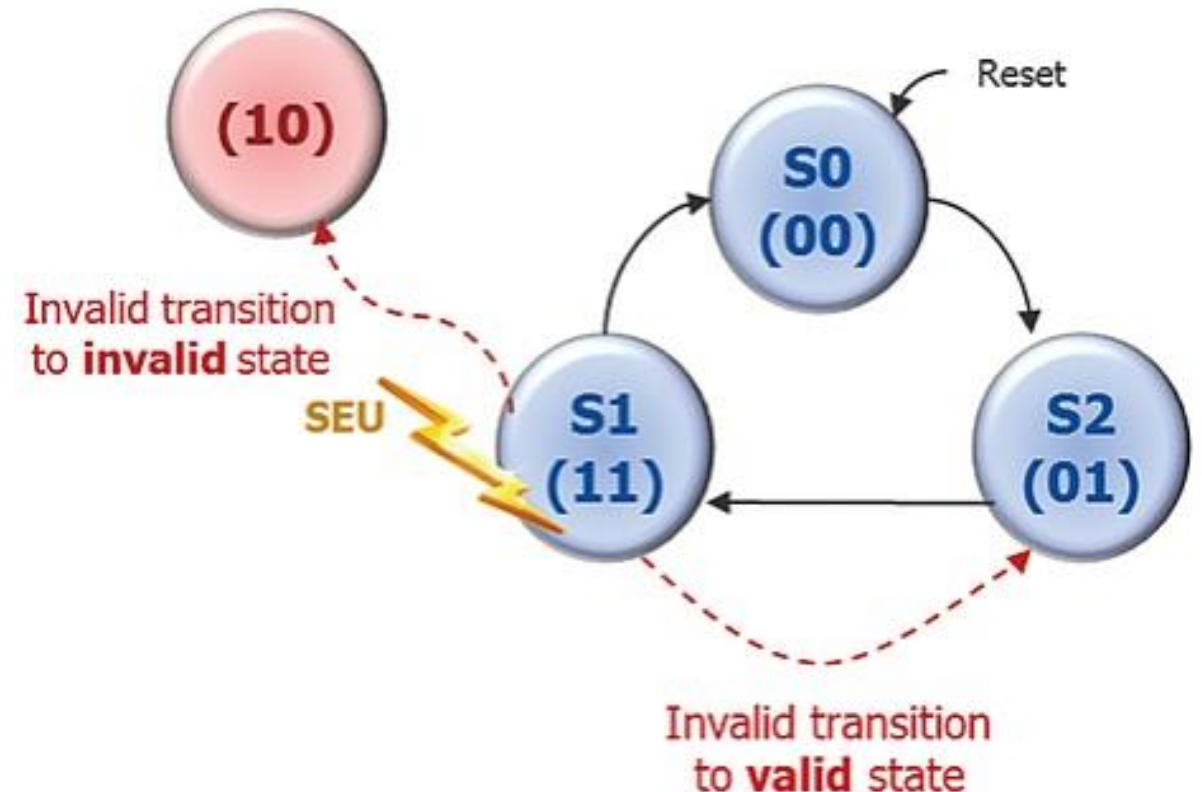 (10)
Reset
S0
(00)
Invalid transition
to invalid state
SEU
S1
(11)
S2
(01)
Invalid transition
to valid state